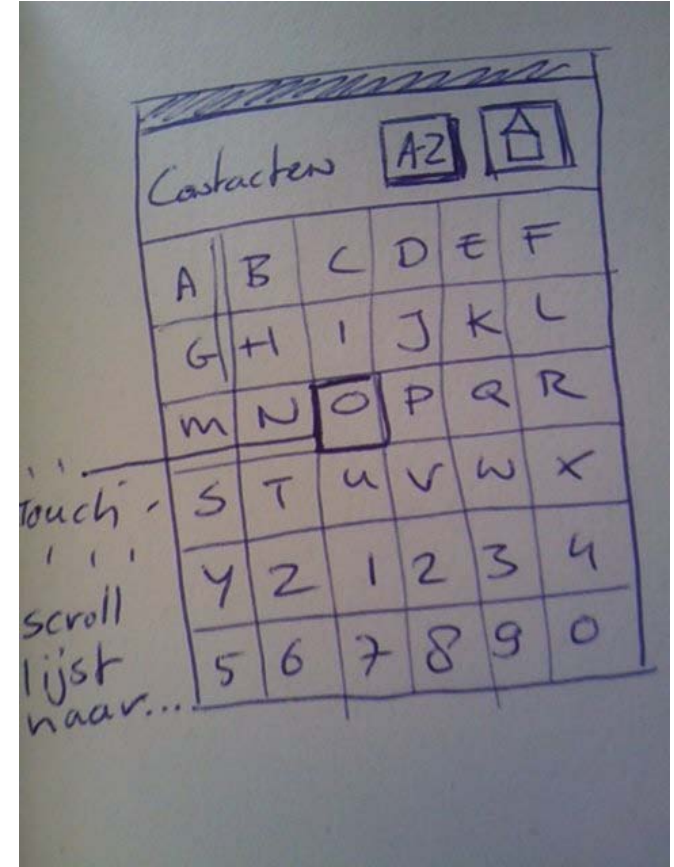 Contacten A-Z
A B C D E F
G H I J K L
M N O P Q R
S T U V W X
Y Z 1 2 3 4
5 6 7 8 9 0
Touch
scroll
lijst
naar...